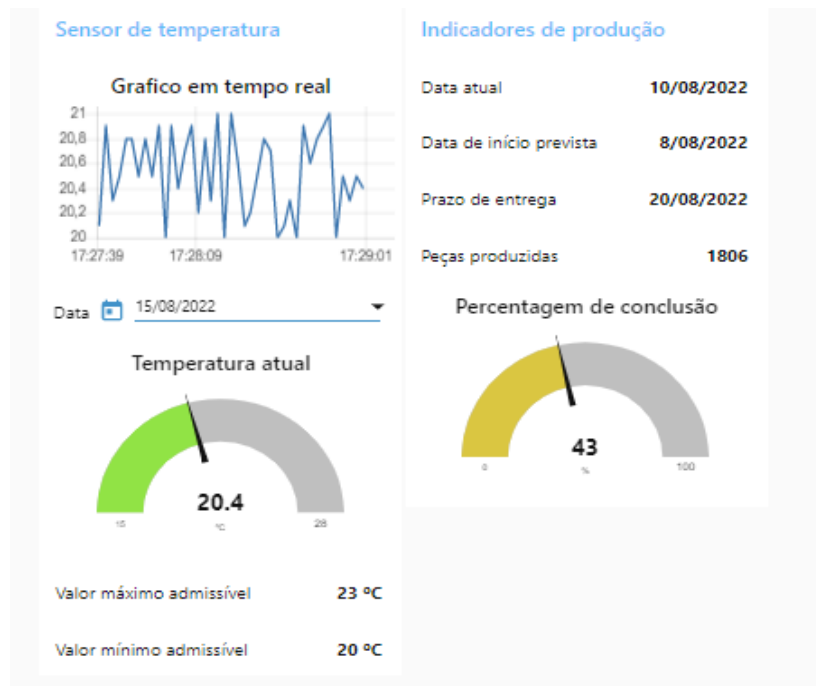 Sensor de temperatura
Grafico em tempo real
21
20,8
20,6
20,4
20,2
20
17:27:39 17:28:09 17:29:01
Data 15/08/2022
Temperatura atual
20.4
15 ºC 28
Valor máximo admissível 23 ºC
Valor mínimo admissível 20 ºC
Indicadores de produção
Data atual 10/08/2022
Data de início prevista 8/08/2022
Prazo de entrega 20/08/2022
Peças produzidas 1806
Percentagem de conclusão
43
0 % 100